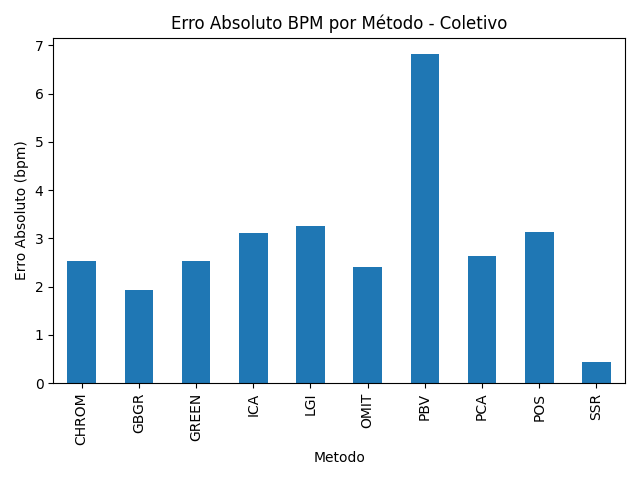 Erro Absoluto BPM por Método - Coletivo
Erro Absoluto (bpm)
7
6
5
4
3
2
1
0
CHROM
GBGR
GREEN
ICA
LGI
OMIT
PBV
PCA
POS
SSR
Metodo